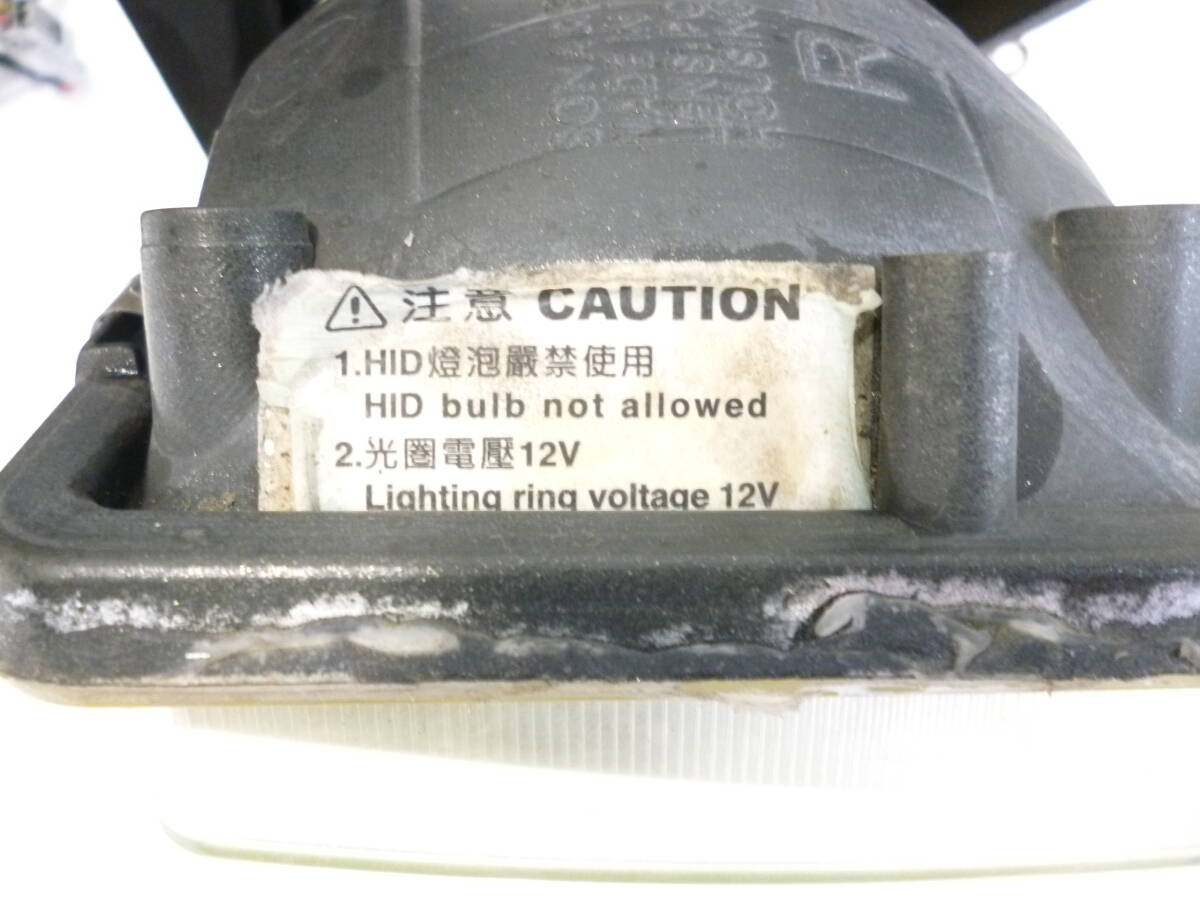 R
注意 CAUTION
1.HID燈泡嚴禁使用
HID bulb not allowed
2.光圈電壓12V
Lighting ring voltage 12V